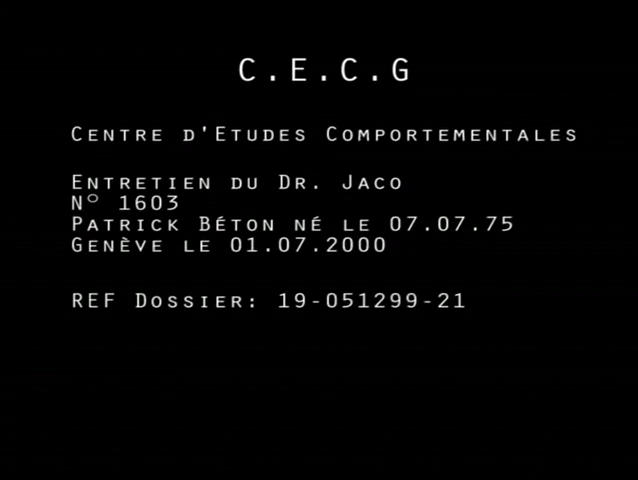 C.E.C.G
Centre d'Etudes Comportementales
Entretien du Dr. Jaco
Nº 1603
Patrick Béton né le 07.07.75
Genève le 01.07.2000
REF Dossier: 19-051299-21